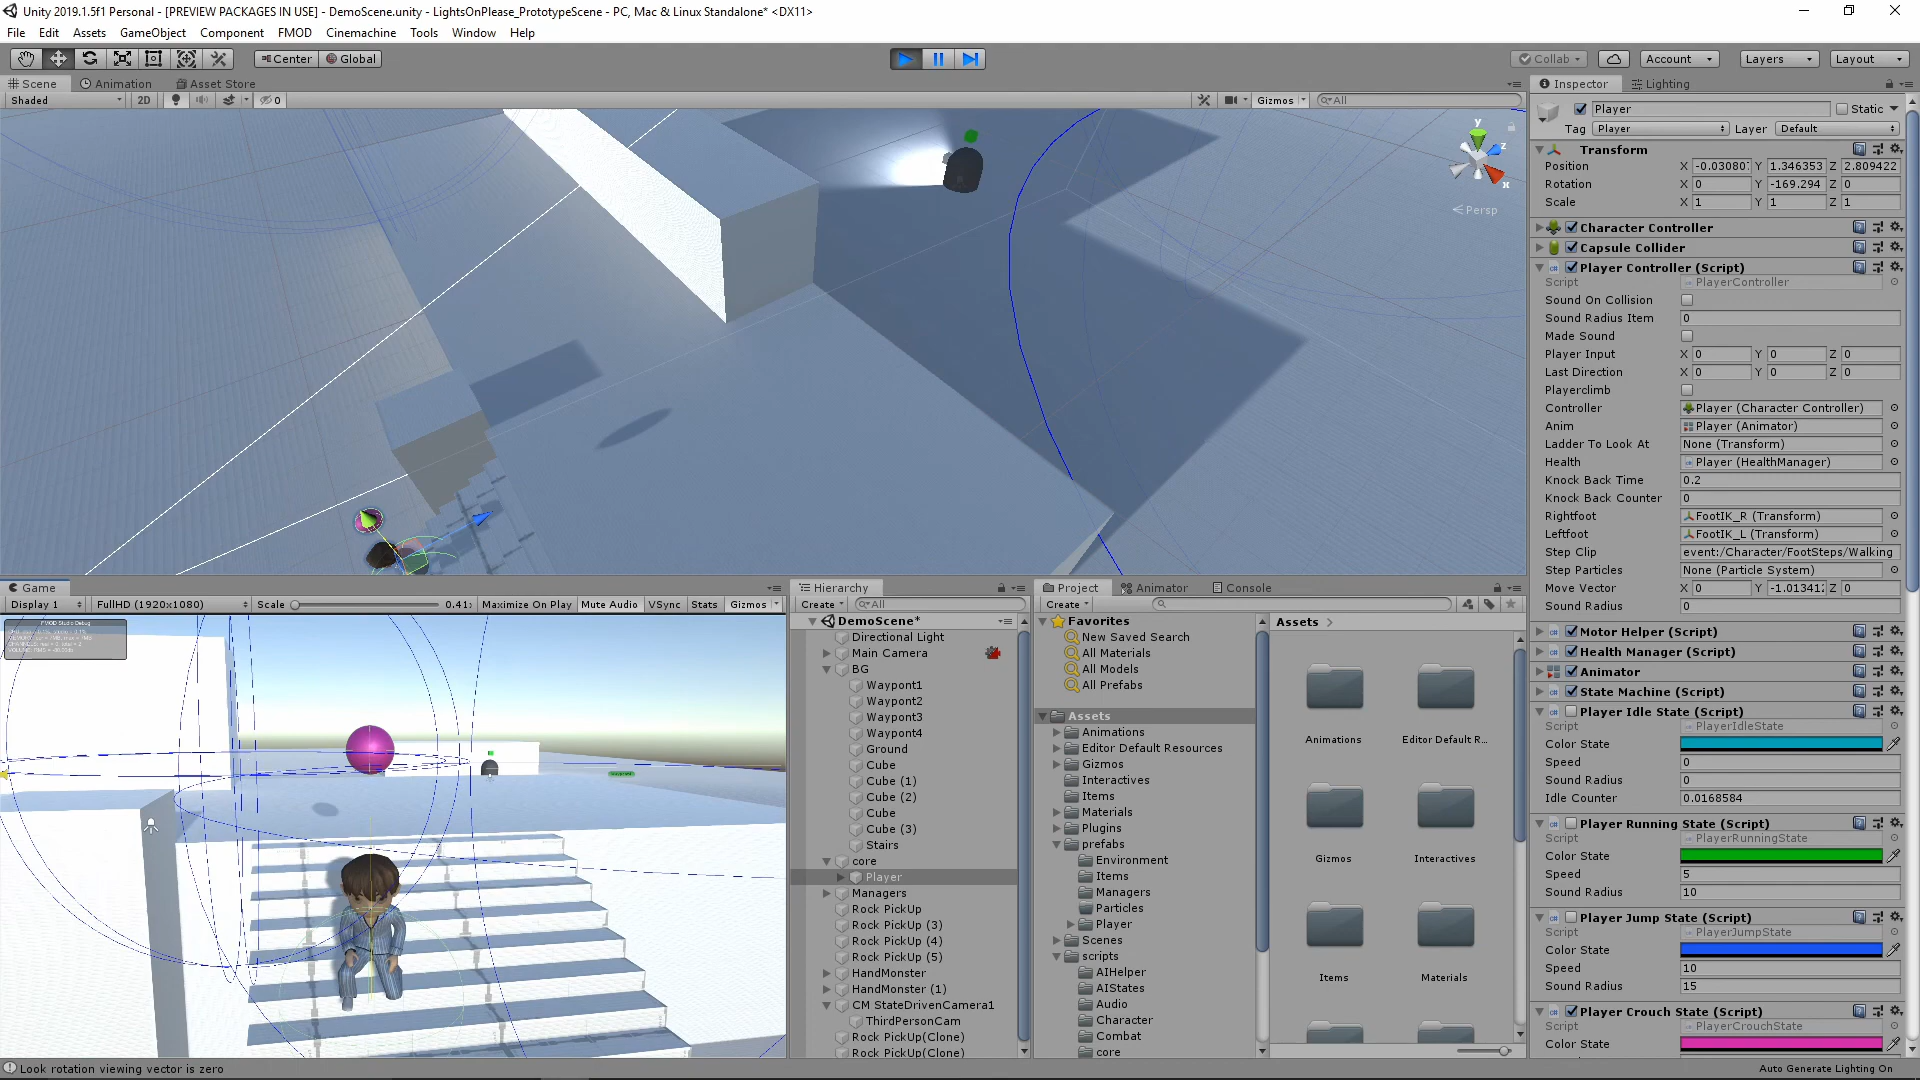 Unity 2019.1.5f1 Personal - [PREVIEW PACKAGES IN USE] - DemoScene.unity - LightsOnPlease_PrototypeScene - PC, Mac & Linux Standalone* <DX11>
File Edit Assets GameObject Component FMOD Cinemachine Tools Window Help
Center Global
Collab Account Layers Layout
Scene Animation Asset Store
Shaded 2D 0 Gizmos All
y
z
x
Persp
Game
Display 1 FullHD (1920x1080) Scale 0.41x Maximize On Play Mute Audio VSync Stats Gizmos
FMOD Studio Debug
Hierarchy
Create All
DemoScene*
Directional Light
Main Camera
BG
Waypont1
Waypont2
Waypont3
Waypont4
Ground
Cube
Cube (1)
Cube (2)
Cube
Cube (3)
Stairs
core
Player
Managers
Rock PickUp
Rock PickUp (3)
Rock PickUp (4)
Rock PickUp (5)
HandMonster
HandMonster (1)
CM StateDrivenCamera1
ThirdPersonCam
Rock PickUp(Clone)
Rock PickUp(Clone)
Project Animator Console
Create
Favorites
New Saved Search
All Materials
All Models
All Prefabs
Assets
Animations
Editor Default Resources
Gizmos
Interactives
Items
Materials
Plugins
prefabs
Environment
Items
Managers
Particles
Player
Scenes
scripts
AIHelper
AIStates
Audio
Character
Combat
core
Assets
Animations
Editor Default R...
Gizmos
Interactives
Items
Materials
Inspector Lighting
Player Static
Tag Player Layer Default
Transform
Position X -0.03080 Y 1.346353 Z 2.809422
Rotation X 0 Y -169.294 Z 0
Scale X 1 Y 1 Z 1
Character Controller
Capsule Collider
Player Controller (Script)
Script PlayerController
Sound On Collision
Sound Radius Item 0
Made Sound
Player Input X 0 Y 0 Z 0
Last Direction X 0 Y 0 Z 0
Playerclimb
Controller Player (Character Controller)
Anim Player (Animator)
Ladder To Look At None (Transform)
Health Player (HealthManager)
Knock Back Time 0.2
Knock Back Counter 0
Rightfoot FootIK_R (Transform)
Leftfoot FootIK_L (Transform)
Step Clip event:/Character/FootSteps/Walking
Step Particles None (Particle System)
Move Vector X 0 Y -1.01341 Z 0
Sound Radius 0
Motor Helper (Script)
Health Manager (Script)
Animator
State Machine (Script)
Player Idle State (Script)
Script PlayerIdleState
Color State
Speed 0
Sound Radius 0
Idle Counter 0.0168584
Player Running State (Script)
Script PlayerRunningState
Color State
Speed 5
Sound Radius 10
Player Jump State (Script)
Script PlayerJumpState
Color State
Speed 10
Sound Radius 15
Player Crouch State (Script)
Script PlayerCrouchState
Color State
Look rotation viewing vector is zero
Auto Generate Lighting On